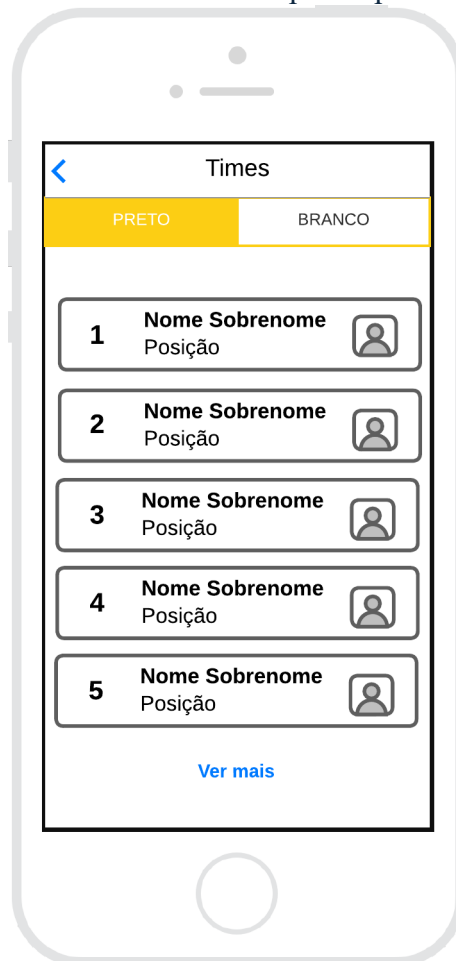 Times
PRETO BRANCO
1 Nome Sobrenome
Posição
2 Nome Sobrenome
Posição
3 Nome Sobrenome
Posição
4 Nome Sobrenome
Posição
5 Nome Sobrenome
Posição
Ver mais